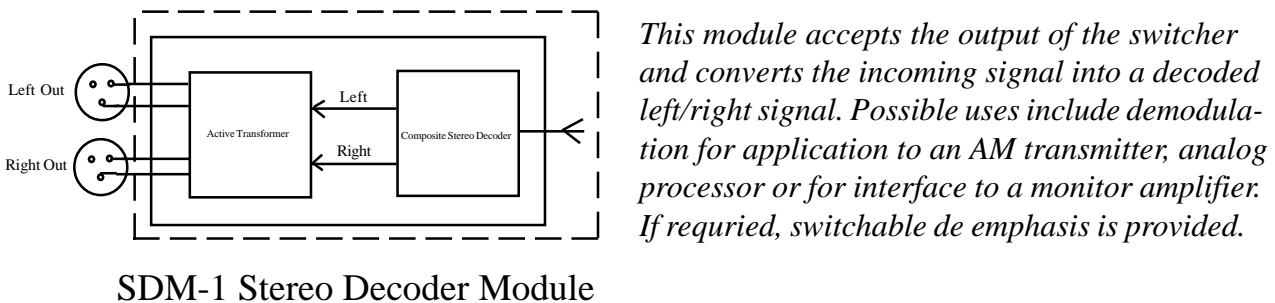 Left Out
Right Out
Active Transformer
Left
Right
Composite Stereo Decoder
This module accepts the output of the switcher
and converts the incoming signal into a decoded
left/right signal. Possible uses include demodula-
tion for application to an AM transmitter, analog
processor or for interface to a monitor amplifier.
If requried, switchable de emphasis is provided.
SDM-1 Stereo Decoder Module